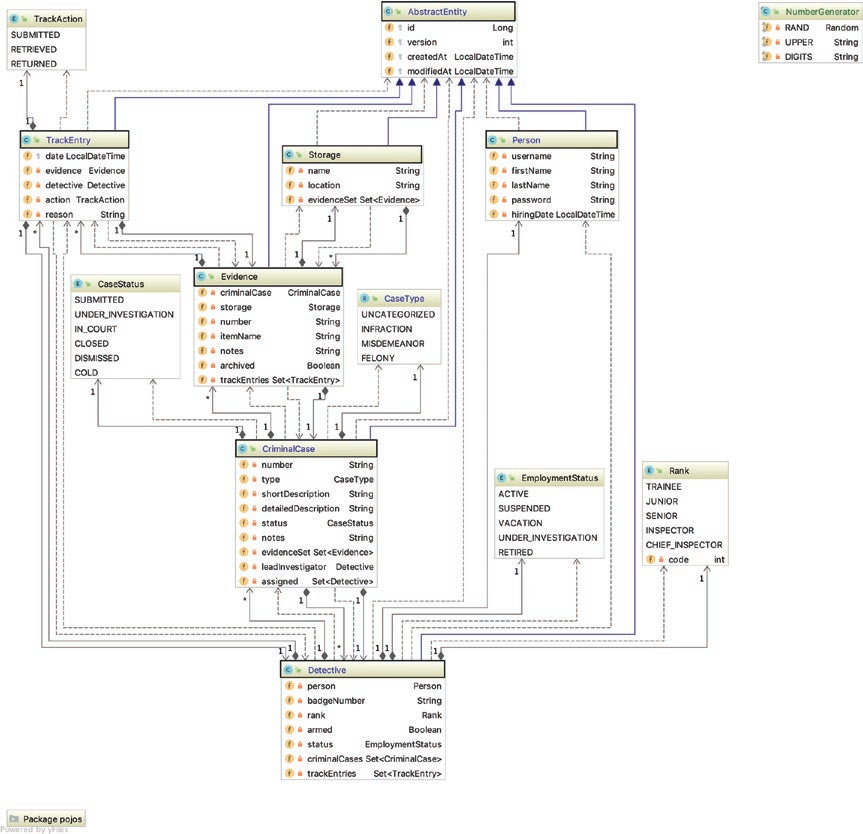 TrackAction
SUBMITTED
RETRIEVED
RETURNED
AbstractEntity
id Long
version int
createdAt LocalDateTime
modifiedAt LocalDateTime
NumberGenerator
RAND Random
UPPER String
DIGITS String
TrackEntry
date LocalDateTime
evidence Evidence
detective Detective
action TrackAction
reason String
Storage
name String
location String
evidenceSet Set<Evidence>
Person
username String
firstName String
lastName String
password String
hiringDate LocalDateTime
CaseStatus
SUBMITTED
UNDER_INVESTIGATION
IN_COURT
CLOSED
DISMISSED
COLD
Evidence
criminalCase CriminalCase
storage Storage
number String
itemName String
notes String
archived Boolean
trackEntries Set<TrackEntry>
CaseType
UNCATEGORIZED
INFRACTION
MISDEMEANOR
FELONY
CriminalCase
number String
type CaseType
shortDescription String
detailedDescription String
status CaseStatus
notes String
evidenceSet Set<Evidence>
leadInvestigator Detective
assigned Set<Detective>
EmploymentStatus
ACTIVE
SUSPENDED
VACATION
UNDER_INVESTIGATION
RETIRED
Rank
TRAINEE
JUNIOR
SENIOR
INSPECTOR
CHIEF_INSPECTOR
code int
Detective
person Person
badgeNumber String
rank Rank
armed Boolean
status EmploymentStatus
criminalCases Set<CriminalCase>
trackEntries Set<TrackEntry>
Package pojos
Powered by yFiles